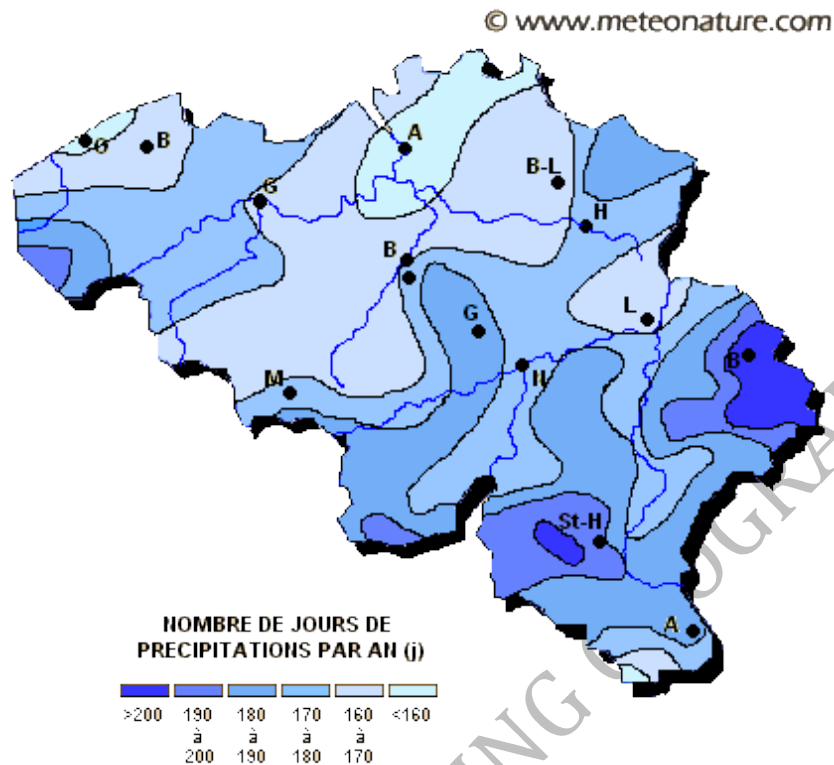 © www.meteonature.com
A
O
B
B-L
G
H
B
G
L
B
M
N
St-H
A
NOMBRE DE JOURS DE
PRECIPITATIONS PAR AN (j)
>200 190 180 170 160 <160
à à à à
200 190 180 170